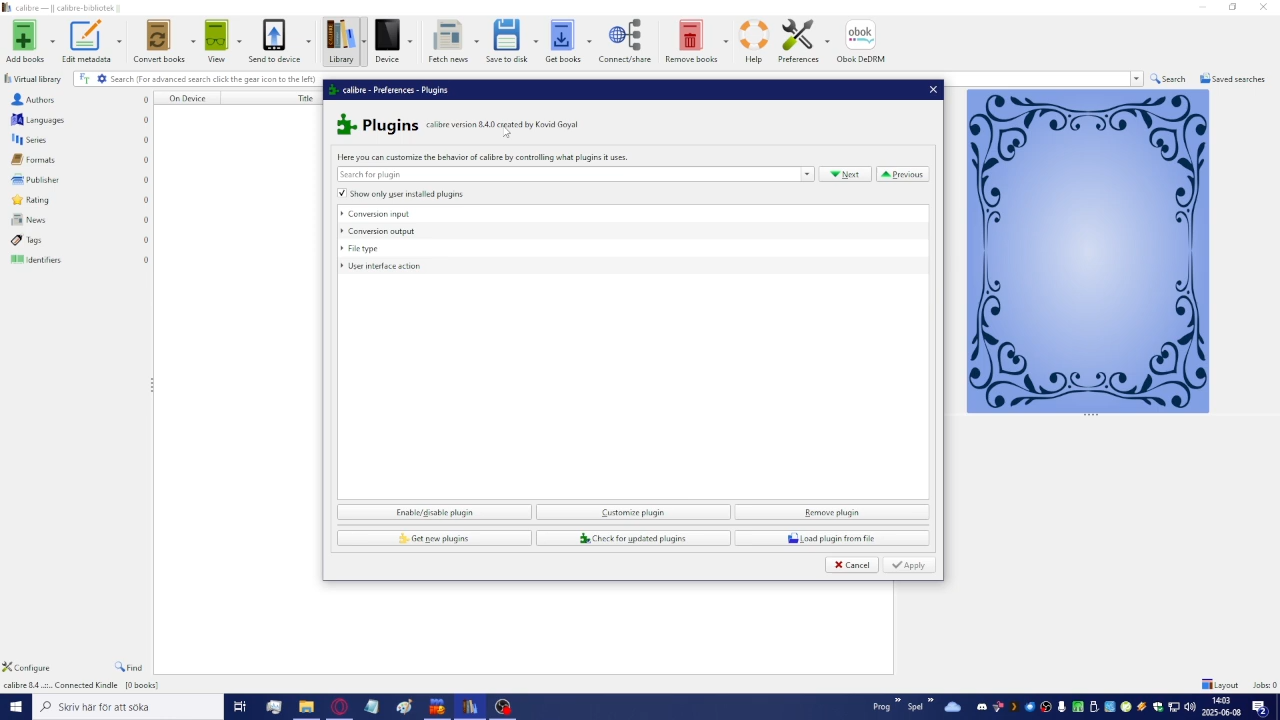 calibre — || calibre-bibliotek ||
Add books
Edit metadata
Convert books
View
Send to device
Library
Device
Fetch news
Save to disk
Get books
Connect/share
Remove books
Help
Preferences
obok
Obok DeDRM
Virtual library
FT
Search (For advanced search click the gear icon to the left)
Search
Saved searches
Authors 0
Languages 0
Series 0
Formats 0
Publisher 0
Rating 0
News 0
Tags 0
Identifiers 0
On Device
Title
calibre - Preferences - Plugins
Plugins
calibre version 8.4.0 created by Kovid Goyal
Here you can customize the behavior of calibre by controlling what plugins it uses.
Search for plugin
Next
Previous
Show only user installed plugins
Conversion input
Conversion output
File type
User interface action
Enable/disable plugin
Customize plugin
Remove plugin
Get new plugins
Check for updated plugins
Load plugin from file
Cancel
Apply
Configure
Find
calibre 8.4 ..::.. Connected Kindle [0 books]
Layout
Jobs: 0
Skriv här för att söka
Prog
Spel
14:03
2025-06-08
2